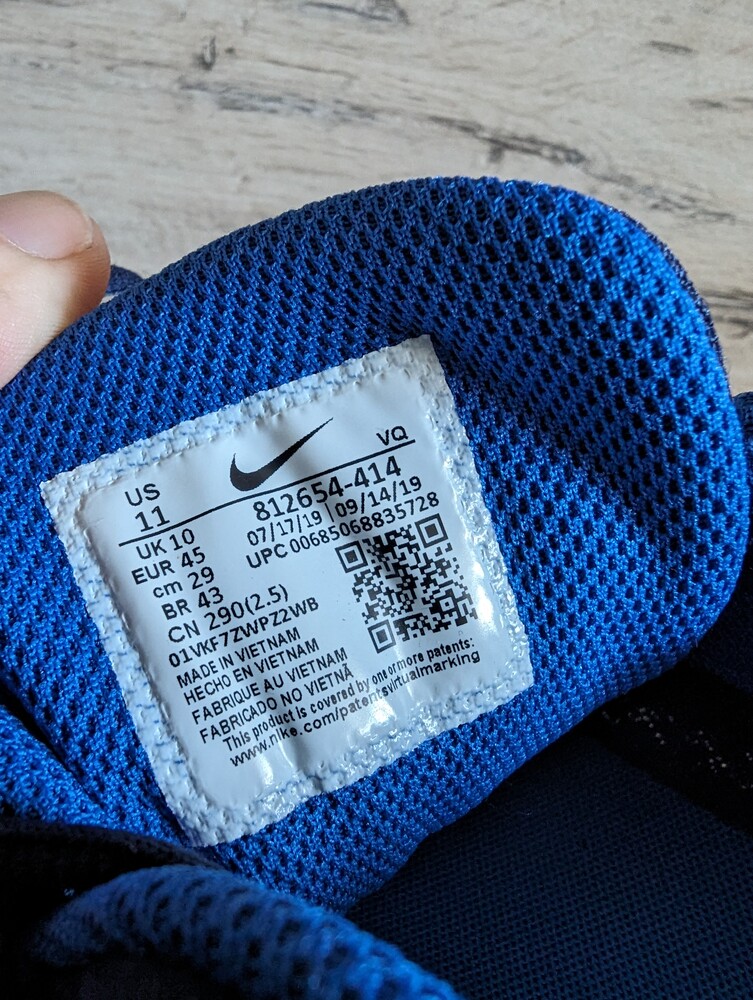 VQ
US
11
812654-414
07/17/19 09/14/19
UPC 00685068835728
UK 10
EUR 45
cm 29
BR 43
CN 290(2.5)
01VKF7ZWPZ2WB
MADE IN VIETNAM
HECHO EN VIETNAM
FABRIQUE AU VIETNAM
FABRICADO NO VIETNÃ
This product is covered by one or more patents:
www.nike.com/patentsvirtualmarking